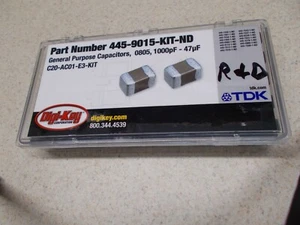 Part Number 445-9015-KIT-ND
General Purpose Capacitors, 0805, 1000pF - 47µF
C20-AC01-E3-KIT
R&D
tdk.com
Digi-Key
CORPORATION
digikey.com
800.344.4539
TDK